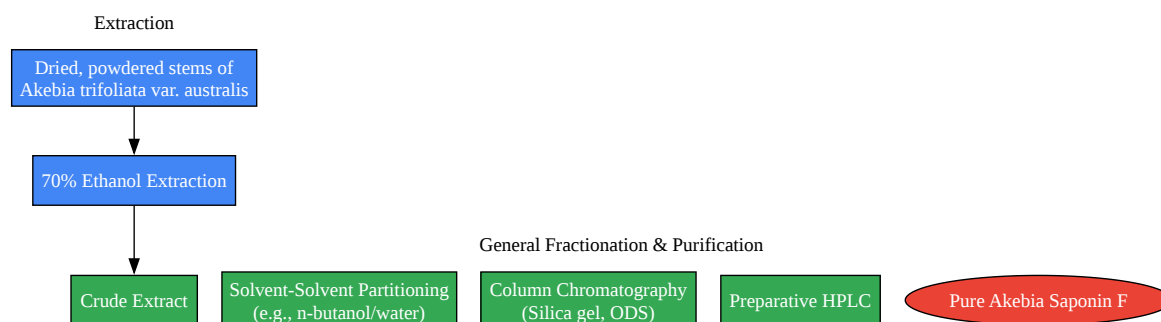 Extraction
Dried, powdered stems of
Akebia trifoliata var. australis
70% Ethanol Extraction
General Fractionation & Purification
Crude Extract
Solvent-Solvent Partitioning
(e.g., n-butanol/water)
Column Chromatography
(Silica gel, ODS)
Preparative HPLC
Pure Akebia Saponin F